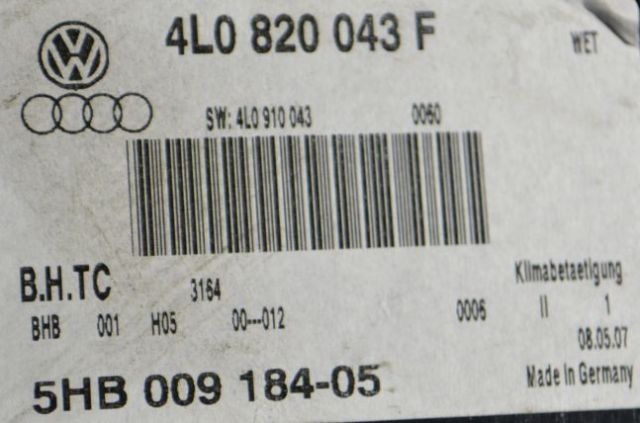 4L0 820 043 F WET
SW: 4L0 910 043 0060
B.H.TC 3164 Klimabetaetigung
BHB 001 H05 00---012 0006 II 1
08.05.07
5HB 009 184-05 Made In Germany